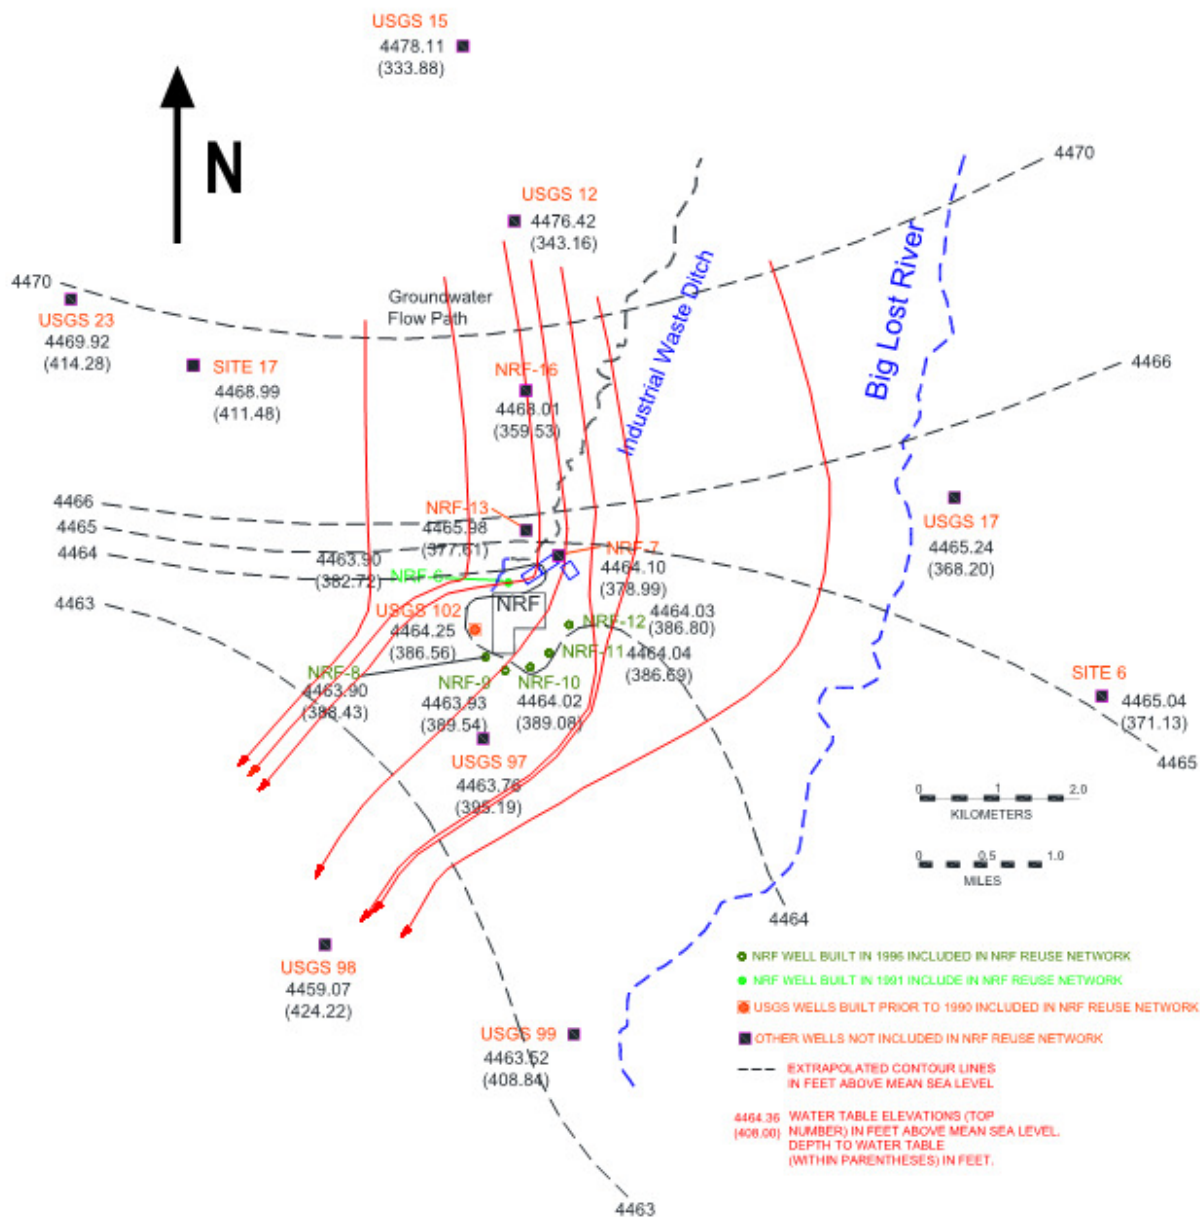 USGS 15
4478.11
(333.88)
N
4470
USGS 12
4476.42
(343.16)
4470
Groundwater
Flow Path
Industrial Waste Ditch
Big Lost River
USGS 23
4469.92
(414.28)
SITE 17
4468.99
(411.48)
NRF-16
4468.01
(359.53)
4466
4466
4465
4464
4463
NRF-13
4465.98
(377.61)
USGS 17
4465.24
(368.20)
4463.90
(382.72)
NRF-6
NRF-7
4464.10
(378.99)
NRF
USGS 102
4464.25
(386.56)
4464.03
(386.80)
NRF-12
NRF-11
4464.04
(386.69)
NRF-8
4463.90
(388.43)
NRF-9
4463.93
(389.54)
NRF-10
4464.02
(389.08)
SITE 6
4465.04
(371.13)
4465
USGS 97
4463.76
(395.19)
0 1 2.0
KILOMETERS
0 0.5 1.0
MILES
4464
USGS 98
4459.07
(424.22)
USGS 99
4463.52
(408.84)
NRF WELL BUILT IN 1996 INCLUDED IN NRF REUSE NETWORK
NRF WELL BUILT IN 1991 INCLUDE IN NRF REUSE NETWORK
USGS WELLS BUILT PRIOR TO 1990 INCLUDED IN NRF REUSE NETWORK
OTHER WELLS NOT INCLUDED IN NRF REUSE NETWORK
EXTRAPOLATED CONTOUR LINES
IN FEET ABOVE MEAN SEA LEVEL
4464.36 WATER TABLE ELEVATIONS (TOP
(408.00) NUMBER) IN FEET ABOVE MEAN SEA LEVEL.
DEPTH TO WATER TABLE
(WITHIN PARENTHESES) IN FEET.
4463